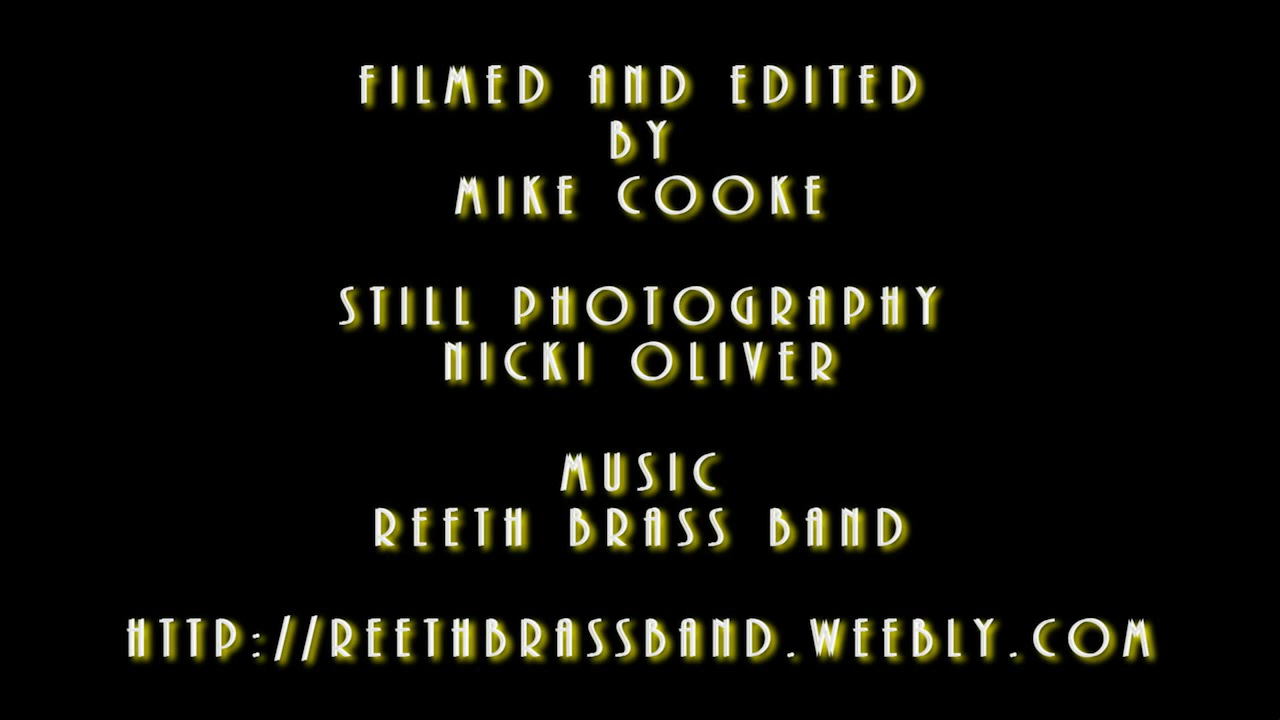 FILMED AND EDITED
BY
MIKE COOKE
STILL PHOTOGRAPHY
NICKI OLIVER
MUSIC
REETH BRASS BAND
HTTP://REETHBRASSBAND.WEEBLY.COM